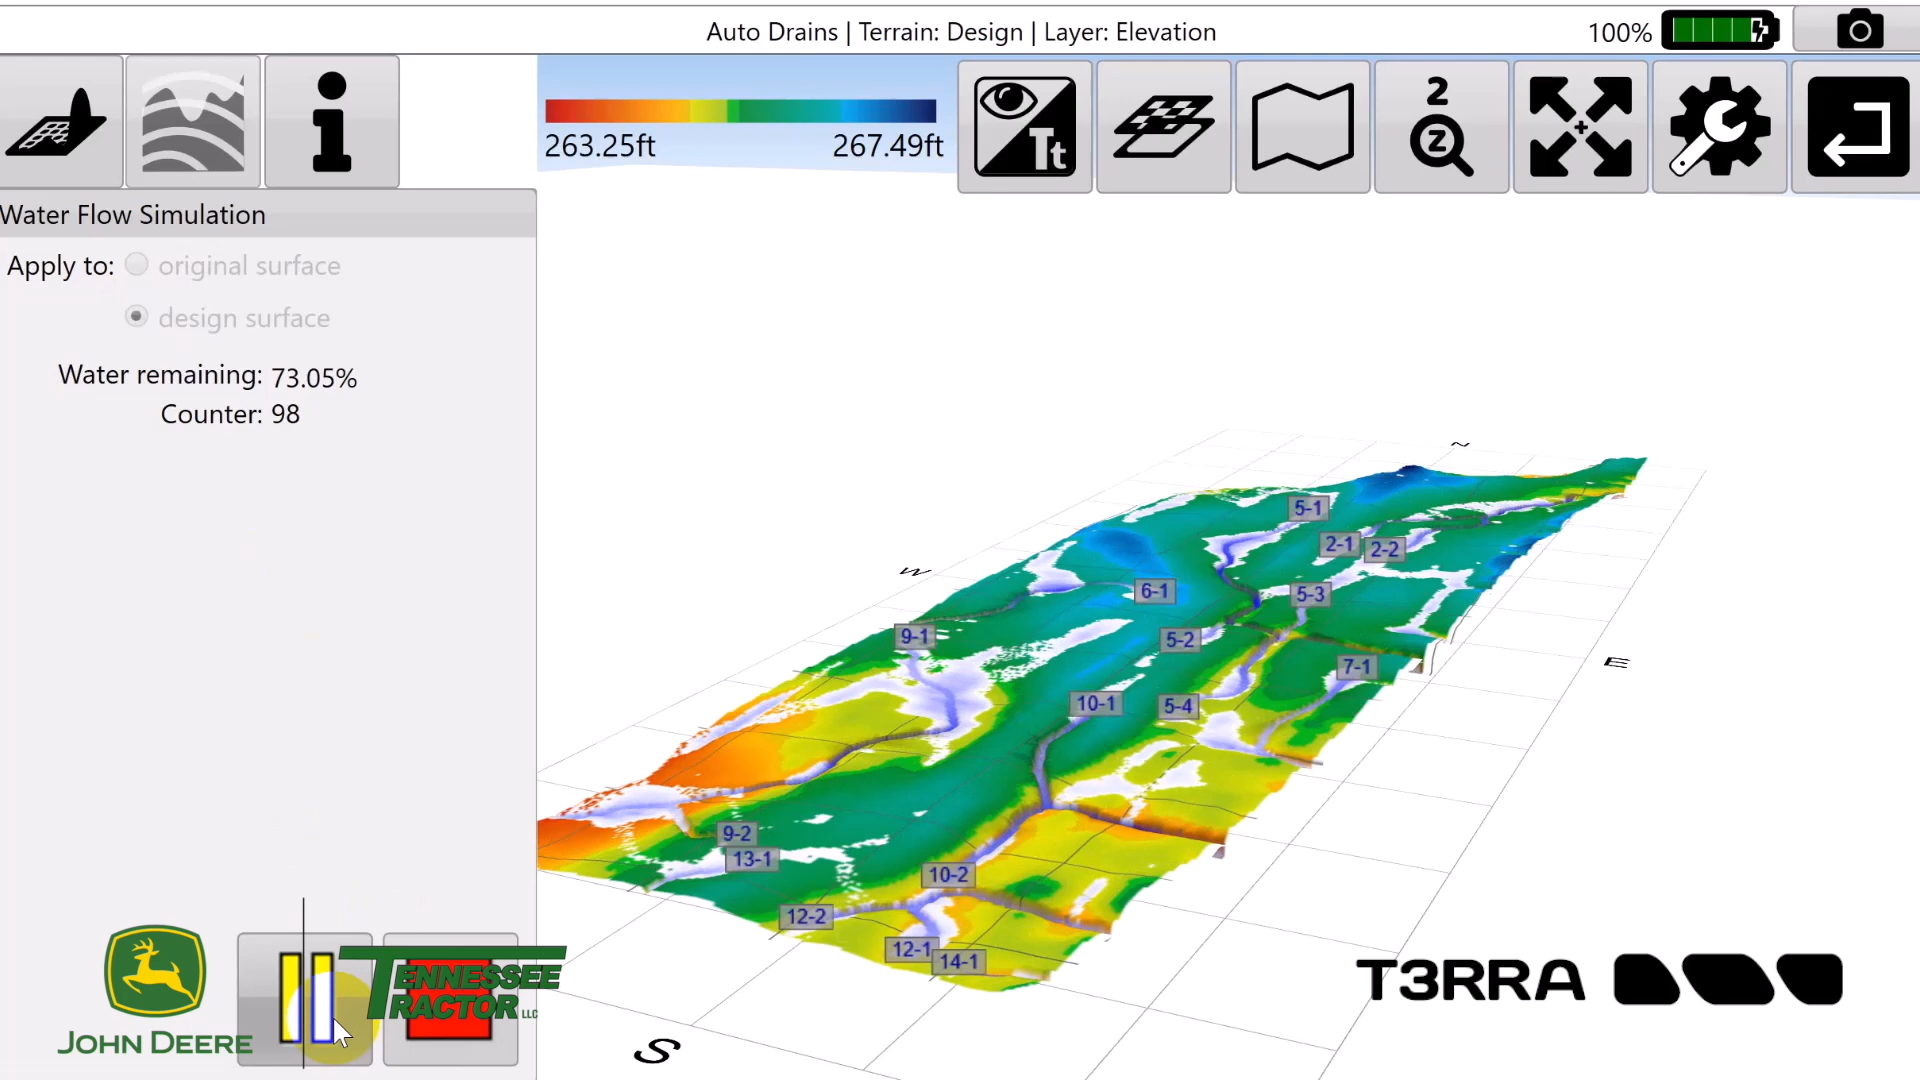 Auto Drains | Terrain: Design | Layer: Elevation
100%
263.25ft
267.49ft
Tt
2
Z
Water Flow Simulation
Apply to:
original surface
design surface
Water remaining: 73.05%
Counter: 98
N
W
E
S
5-1
2-1
2-2
6-1
5-3
9-1
5-2
7-1
10-1
5-4
9-2
13-1
10-2
12-2
12-1
14-1
JOHN DEERE
TENNESSEE
TRACTOR LLC
T3RRA